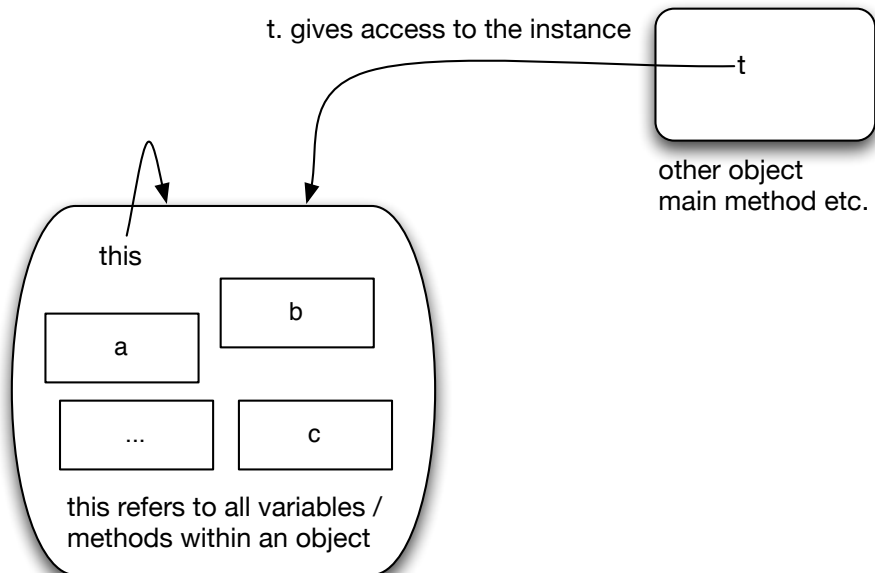 t. gives access to the instance
t
other object
main method etc.
this
b
a
...
c
this refers to all variables /
methods within an object